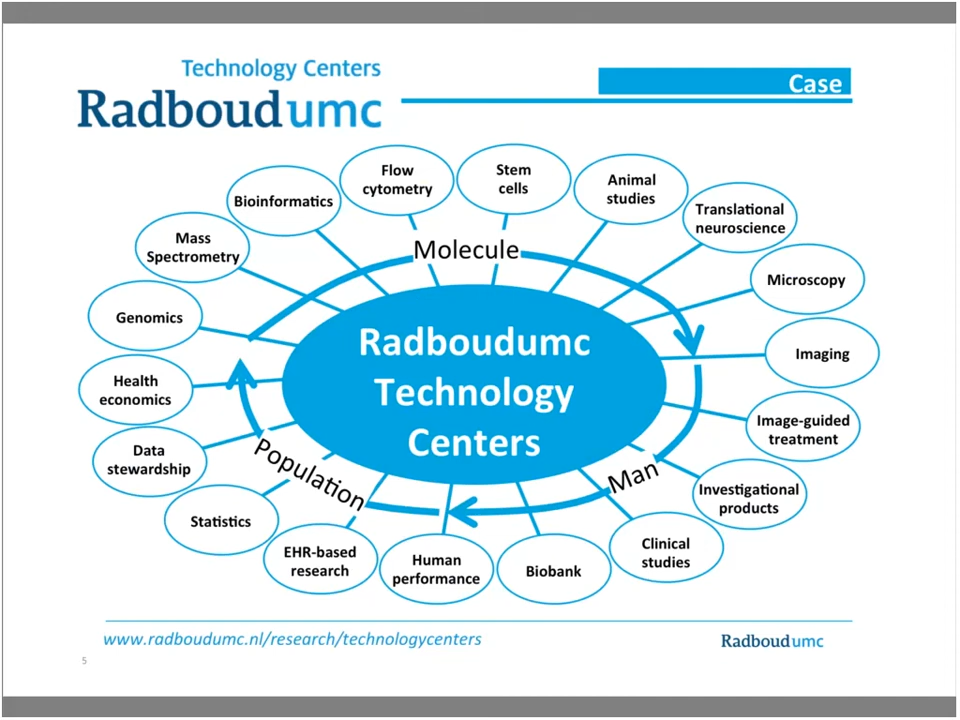 Technology Centers
Radboudumc
Case
Flow
cytometry
Stem
cells
Animal
studies
Bioinformatics
Translational
neuroscience
Mass
Spectrometry
Molecule
Microscopy
Genomics
Radboudumc
Technology
Centers
Imaging
Health
economics
Image-guided
treatment
Data
stewardship
Population
Man
Investigational
products
Statistics
EHR-based
research
Human
performance
Biobank
Clinical
studies
www.radboudumc.nl/research/technologycenters
Radboudumc
5